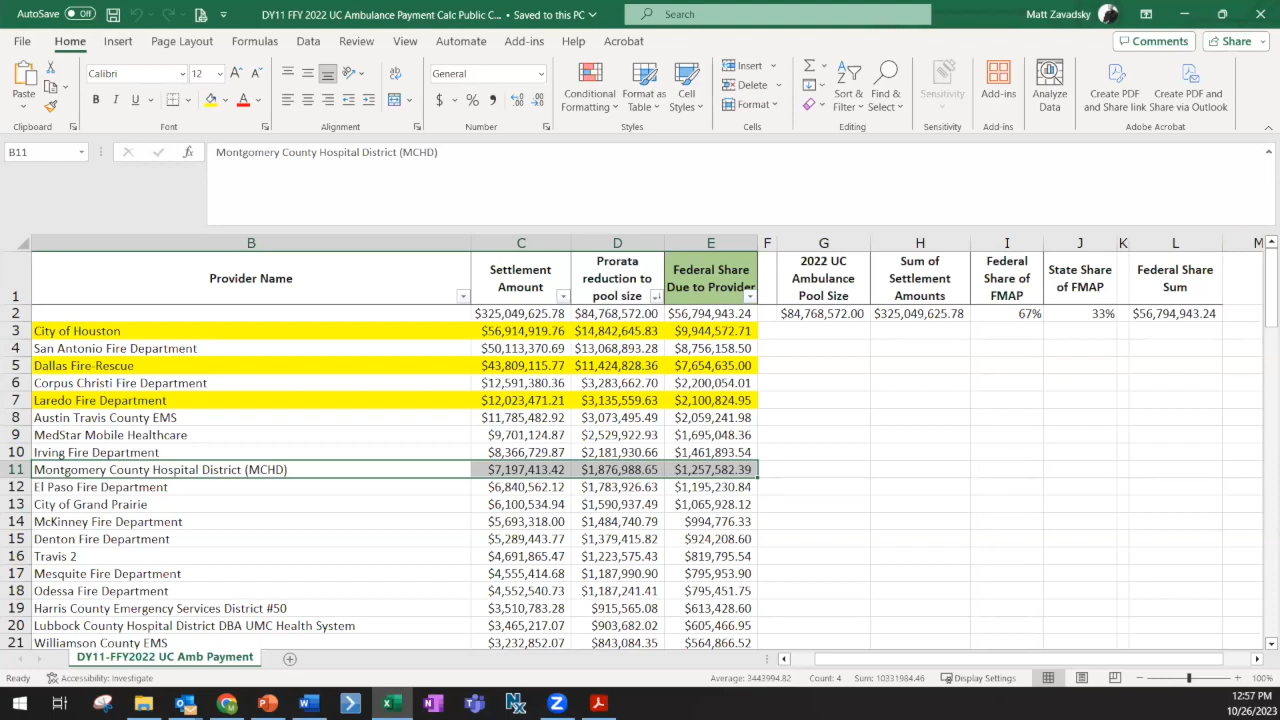 AutoSave Off DY11 FFY 2022 UC Ambulance Payment Calc Public C... • Saved to this PC Search Matt Zavadsky
File Home Insert Page Layout Formulas Data Review View Automate Add-ins Help Acrobat Comments Share
Paste Calibri 12 General Conditional Formatting Format as Table Cell Styles Insert Delete Format Sort & Filter Find & Select Sensitivity Add-ins Analyze Data Create PDF and Share link Create PDF and Share via Outlook
Clipboard Font Alignment Number Styles Cells Editing Sensitivity Add-ins Adobe Acrobat
B11 fx Montgomery County Hospital District (MCHD)
B C D E F G H I J K L M
1 Provider Name Settlement Amount Prorata reduction to pool size Federal Share Due to Provider 2022 UC Ambulance Pool Size Sum of Settlement Amounts Federal Share of FMAP State Share of FMAP Federal Share Sum
2 $325,049,625.78 $84,768,572.00 $56,794,943.24 $84,768,572.00 $325,049,625.78 67% 33% $56,794,943.24
3 City of Houston $56,914,919.76 $14,842,645.83 $9,944,572.71
4 San Antonio Fire Department $50,113,370.69 $13,068,893.28 $8,756,158.50
5 Dallas Fire-Rescue $43,809,115.77 $11,424,828.36 $7,654,635.00
6 Corpus Christi Fire Department $12,591,380.36 $3,283,662.70 $2,200,054.01
7 Laredo Fire Department $12,023,471.21 $3,135,559.63 $2,100,824.95
8 Austin Travis County EMS $11,785,482.92 $3,073,495.49 $2,059,241.98
9 MedStar Mobile Healthcare $9,701,124.87 $2,529,922.93 $1,695,048.36
10 Irving Fire Department $8,366,729.87 $2,181,930.66 $1,461,893.54
11 Montgomery County Hospital District (MCHD) $7,197,413.42 $1,876,988.65 $1,257,582.39
12 El Paso Fire Department $6,840,562.12 $1,783,926.63 $1,195,230.84
13 City of Grand Prairie $6,100,534.94 $1,590,937.49 $1,065,928.12
14 McKinney Fire Department $5,693,318.00 $1,484,740.79 $994,776.33
15 Denton Fire Department $5,289,443.77 $1,379,415.82 $924,208.60
16 Travis 2 $4,691,865.47 $1,223,575.43 $819,795.54
17 Mesquite Fire Department $4,555,414.68 $1,187,990.90 $795,953.90
18 Odessa Fire Department $4,552,540.73 $1,187,241.41 $795,451.75
19 Harris County Emergency Services District #50 $3,510,783.28 $915,565.08 $613,428.60
20 Lubbock County Hospital District DBA UMC Health System $3,465,217.07 $903,682.02 $605,466.95
21 Williamson County EMS $3,232,852.07 $843,084.35 $564,866.52
DY11-FFY2022 UC Amb Payment
Ready Accessibility: Investigate Average: 3443994.82 Count: 4 Sum: 10331984.46 Display Settings 100%
12:57 PM
10/26/2023